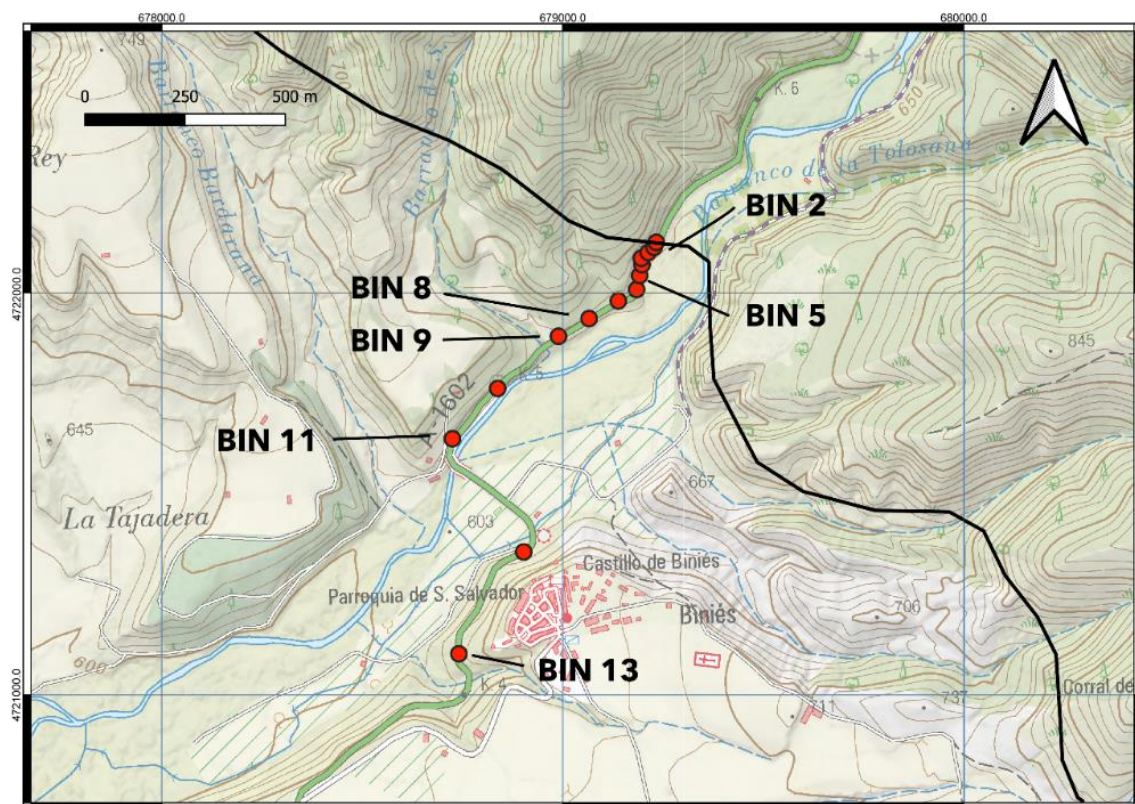 678000.0
679000.0
680000.0
749
700
650
K. 6
0 250 500 m
Rey
Barranco Burdarand
Barranco de S.
Barranco de la Tolosana
BIN 2
BIN 8
4722000.0
BIN 5
BIN 9
845
K. 5
1602
BIN 11
645
667
La Tajadera
603
Castillo de Biniés
Parroquia de S. Salvador
706
Biniés
600
BIN 13
K. 4
Corral de
4721000.0
711
737